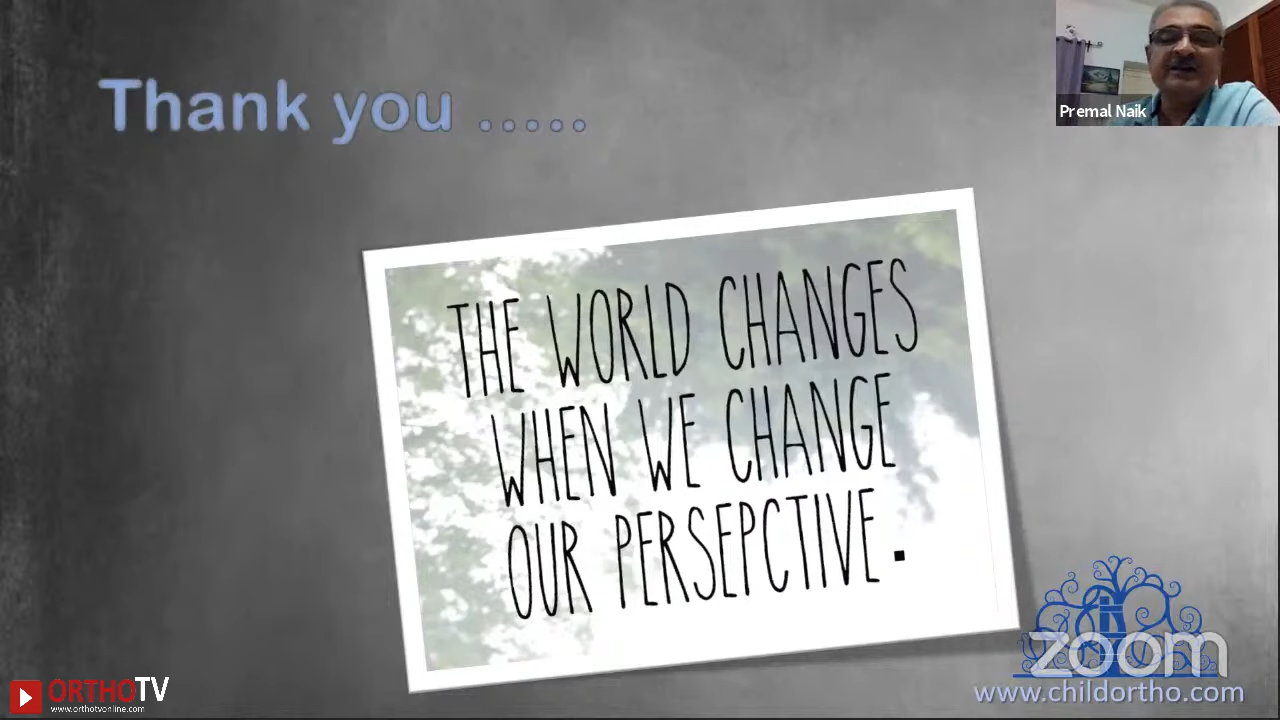 Thank you .....
Premal Naik
THE WORLD CHANGES
WHEN WE CHANGE
OUR PERSEPCTIVE.
zoom
www.childortho.com
ORTHOTV
www.orthotvonline.com